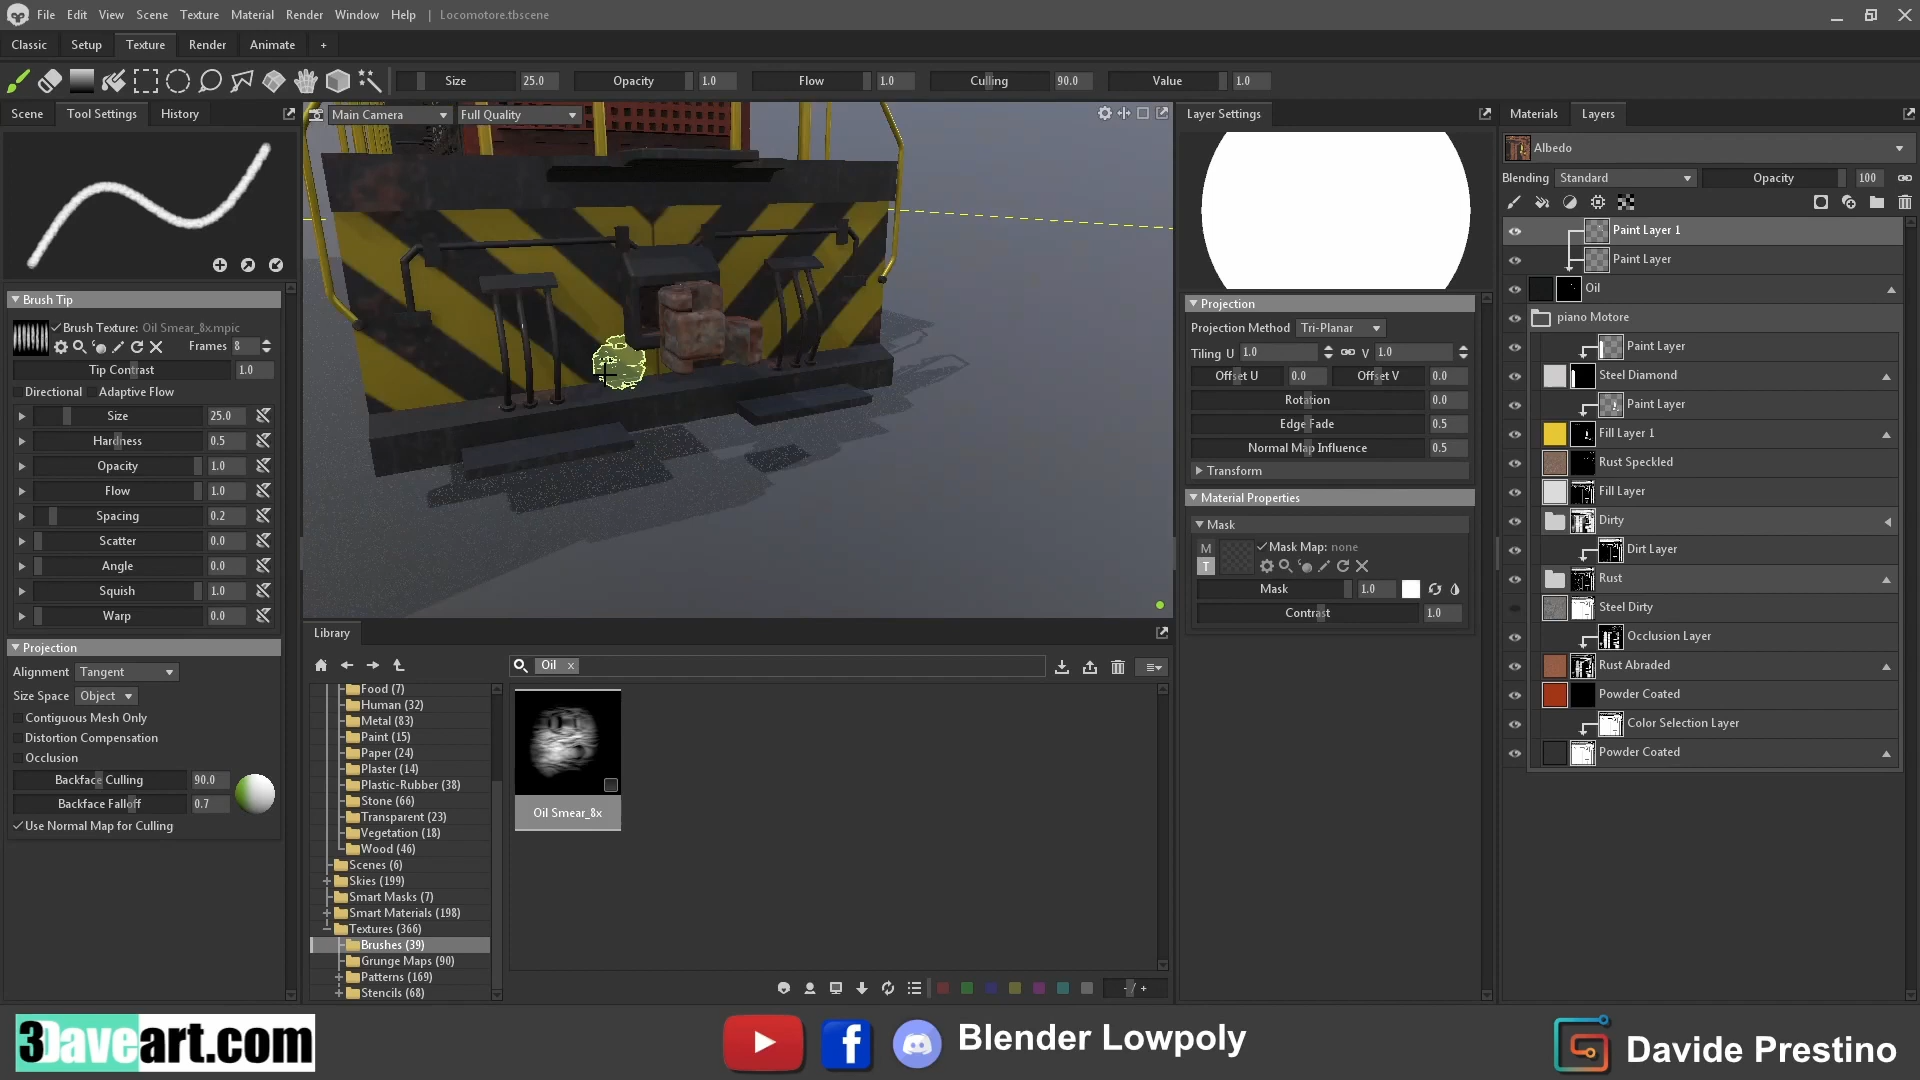 File Edit View Scene Texture Material Render Window Help | Locomotore.tbscene
Classic Setup Texture Render Animate +
Size 25.0 Opacity 1.0 Flow 1.0 Culling 90.0 Value 1.0
Scene Tool Settings History
Main Camera Full Quality
Layer Settings
Materials Layers
Albedo
Blending Standard Opacity 100
Paint Layer 1
Paint Layer
Oil
piano Motore
Paint Layer
Steel Diamond
Paint Layer
Fill Layer 1
Rust Speckled
Fill Layer
Dirty
Dirt Layer
Rust
Steel Dirty
Occlusion Layer
Rust Abraded
Powder Coated
Color Selection Layer
Powder Coated
Brush Tip
Brush Texture: Oil Smear_8x.mpic
Frames 8
Tip Contrast 1.0
Directional Adaptive Flow
Size 25.0
Hardness 0.5
Opacity 1.0
Flow 1.0
Spacing 0.2
Scatter 0.0
Angle 0.0
Squish 1.0
Warp 0.0
Projection
Alignment Tangent
Size Space Object
Contiguous Mesh Only
Distortion Compensation
Occlusion
Backface Culling 90.0
Backface Falloff 0.7
Use Normal Map for Culling
Projection
Projection Method Tri-Planar
Tiling U 1.0 V 1.0
Offset U 0.0 Offset V 0.0
Rotation 0.0
Edge Fade 0.5
Normal Map Influence 0.5
Transform
Material Properties
Mask
M
T
Mask Map: none
Mask 1.0
Contrast 1.0
Library
Oil x
Food (7)
Human (32)
Metal (83)
Paint (15)
Paper (24)
Plaster (14)
Plastic-Rubber (38)
Stone (66)
Transparent (23)
Vegetation (18)
Wood (46)
Scenes (6)
Skies (199)
Smart Masks (7)
Smart Materials (198)
Textures (366)
Brushes (39)
Grunge Maps (90)
Patterns (169)
Stencils (68)
Oil Smear_8x
- / +
3Daveart.com
Blender Lowpoly
Davide Prestino